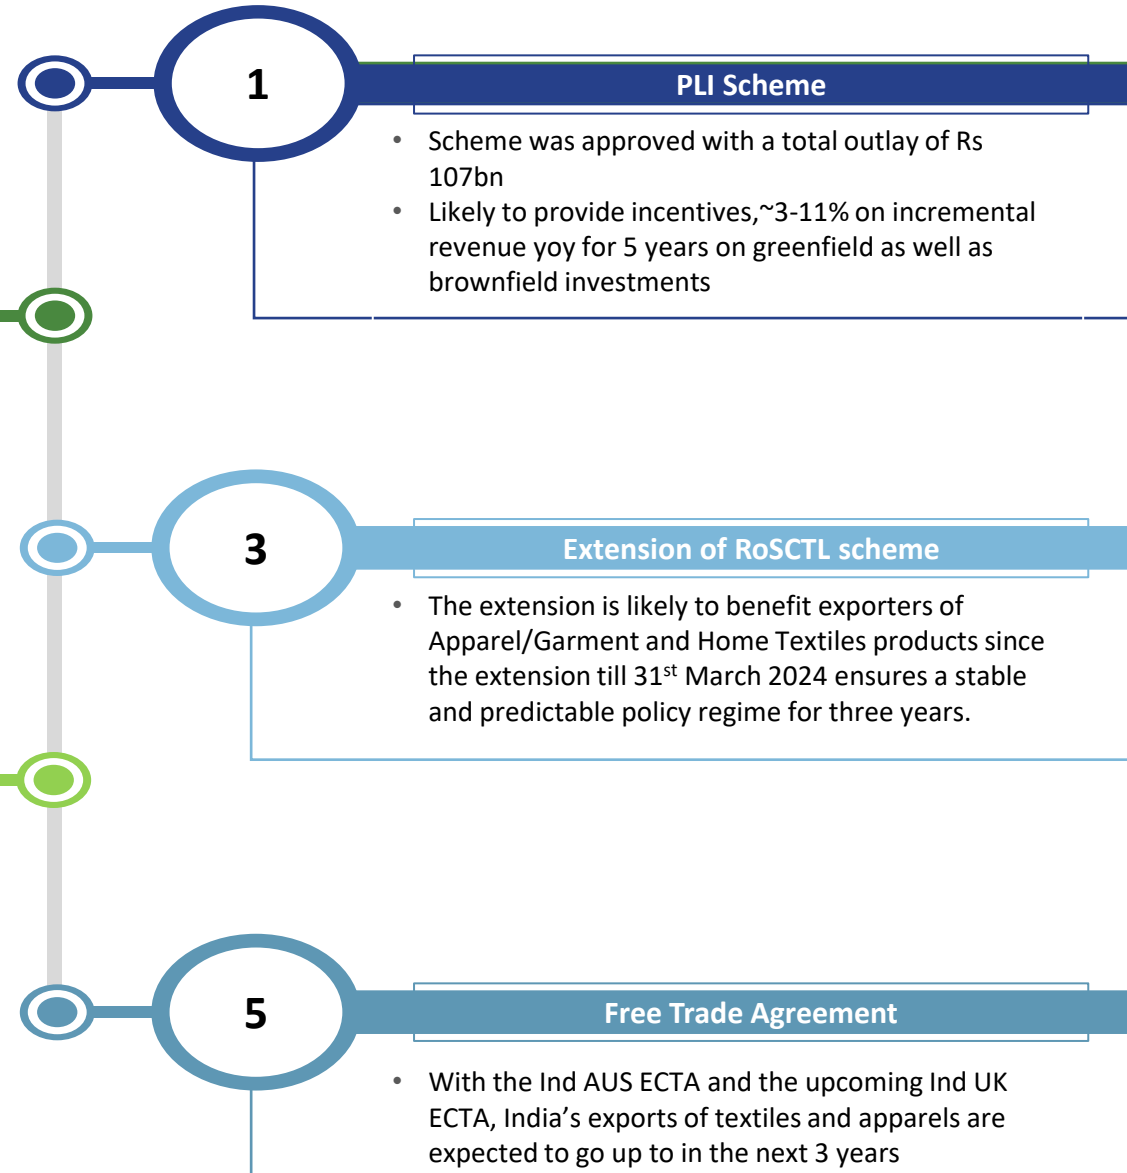 1
PLI Scheme
• Scheme was approved with a total outlay of Rs
107bn
• Likely to provide incentives,~3-11% on incremental
revenue yoy for 5 years on greenfield as well as
brownfield investments
3
Extension of RoSCTL scheme
• The extension is likely to benefit exporters of
Apparel/Garment and Home Textiles products since
the extension till 31st March 2024 ensures a stable
and predictable policy regime for three years.
5
Free Trade Agreement
• With the Ind AUS ECTA and the upcoming Ind UK
ECTA, India’s exports of textiles and apparels are
expected to go up to in the next 3 years